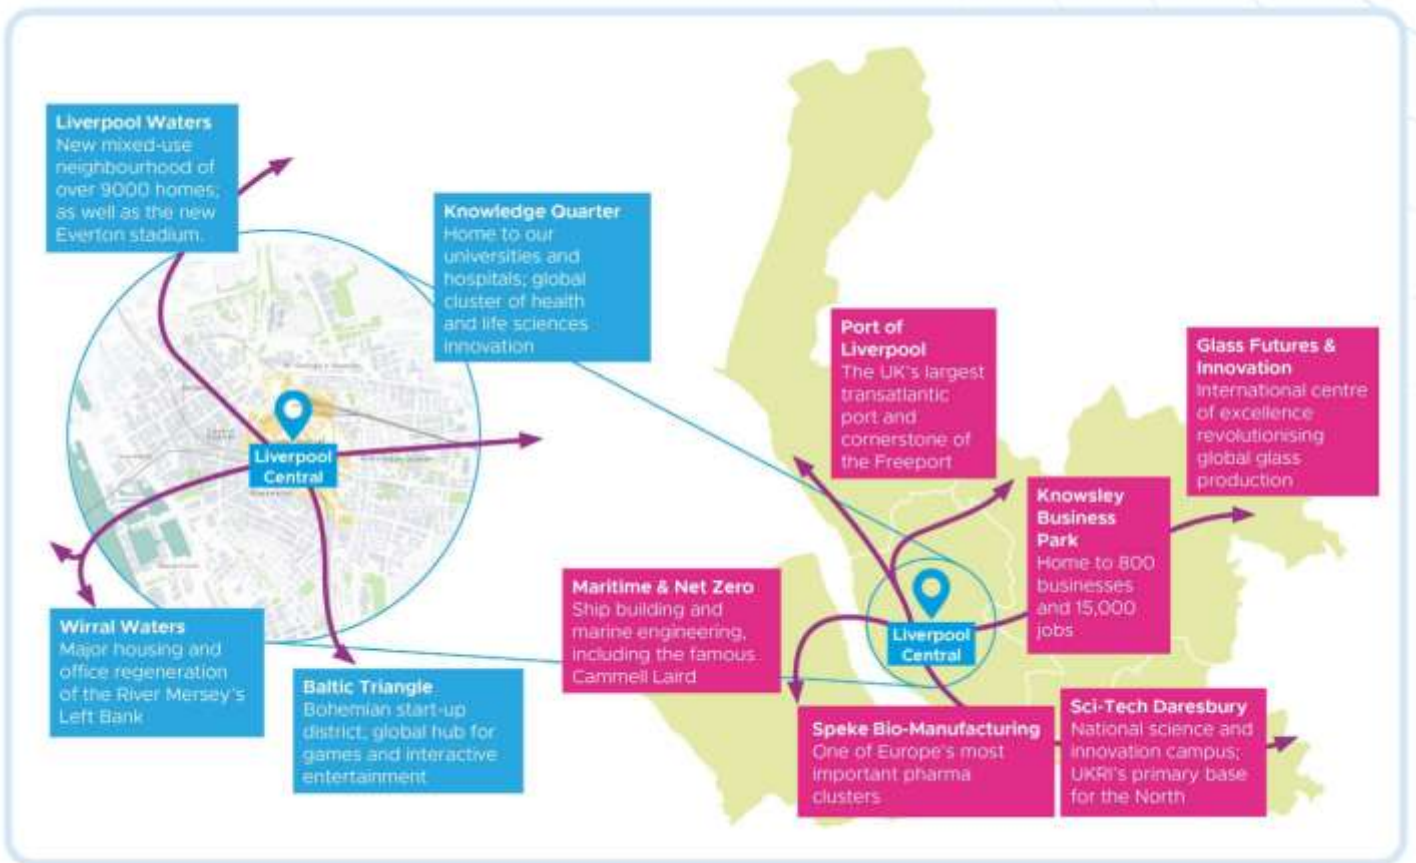 Liverpool Waters
New mixed-use
neighbourhood of
over 9000 homes;
as well as the new
Everton stadium.
Knowledge Quarter
Home to our
universities and
hospitals; global
cluster of health
and life sciences
innovation
Liverpool
Central
Wirral Waters
Major housing and
office regeneration
of the River Mersey's
Left Bank
Baltic Triangle
Bohemian start-up
district; global hub for
games and interactive
entertainment
Port of
Liverpool
The UK's largest
transatlantic
port and
cornerstone of
the Freeport
Glass Futures &
Innovation
International centre
of excellence
revolutionising
global glass
production
Knowsley
Business
Park
Home to 800
businesses
and 15,000
jobs
Maritime & Net Zero
Ship building and
marine engineering,
including the famous
Cammell Laird
Liverpool
Central
Speke Bio-Manufacturing
One of Europe's most
important pharma
clusters
Sci-Tech Daresbury
National science and
innovation campus;
UKRI's primary base
for the North